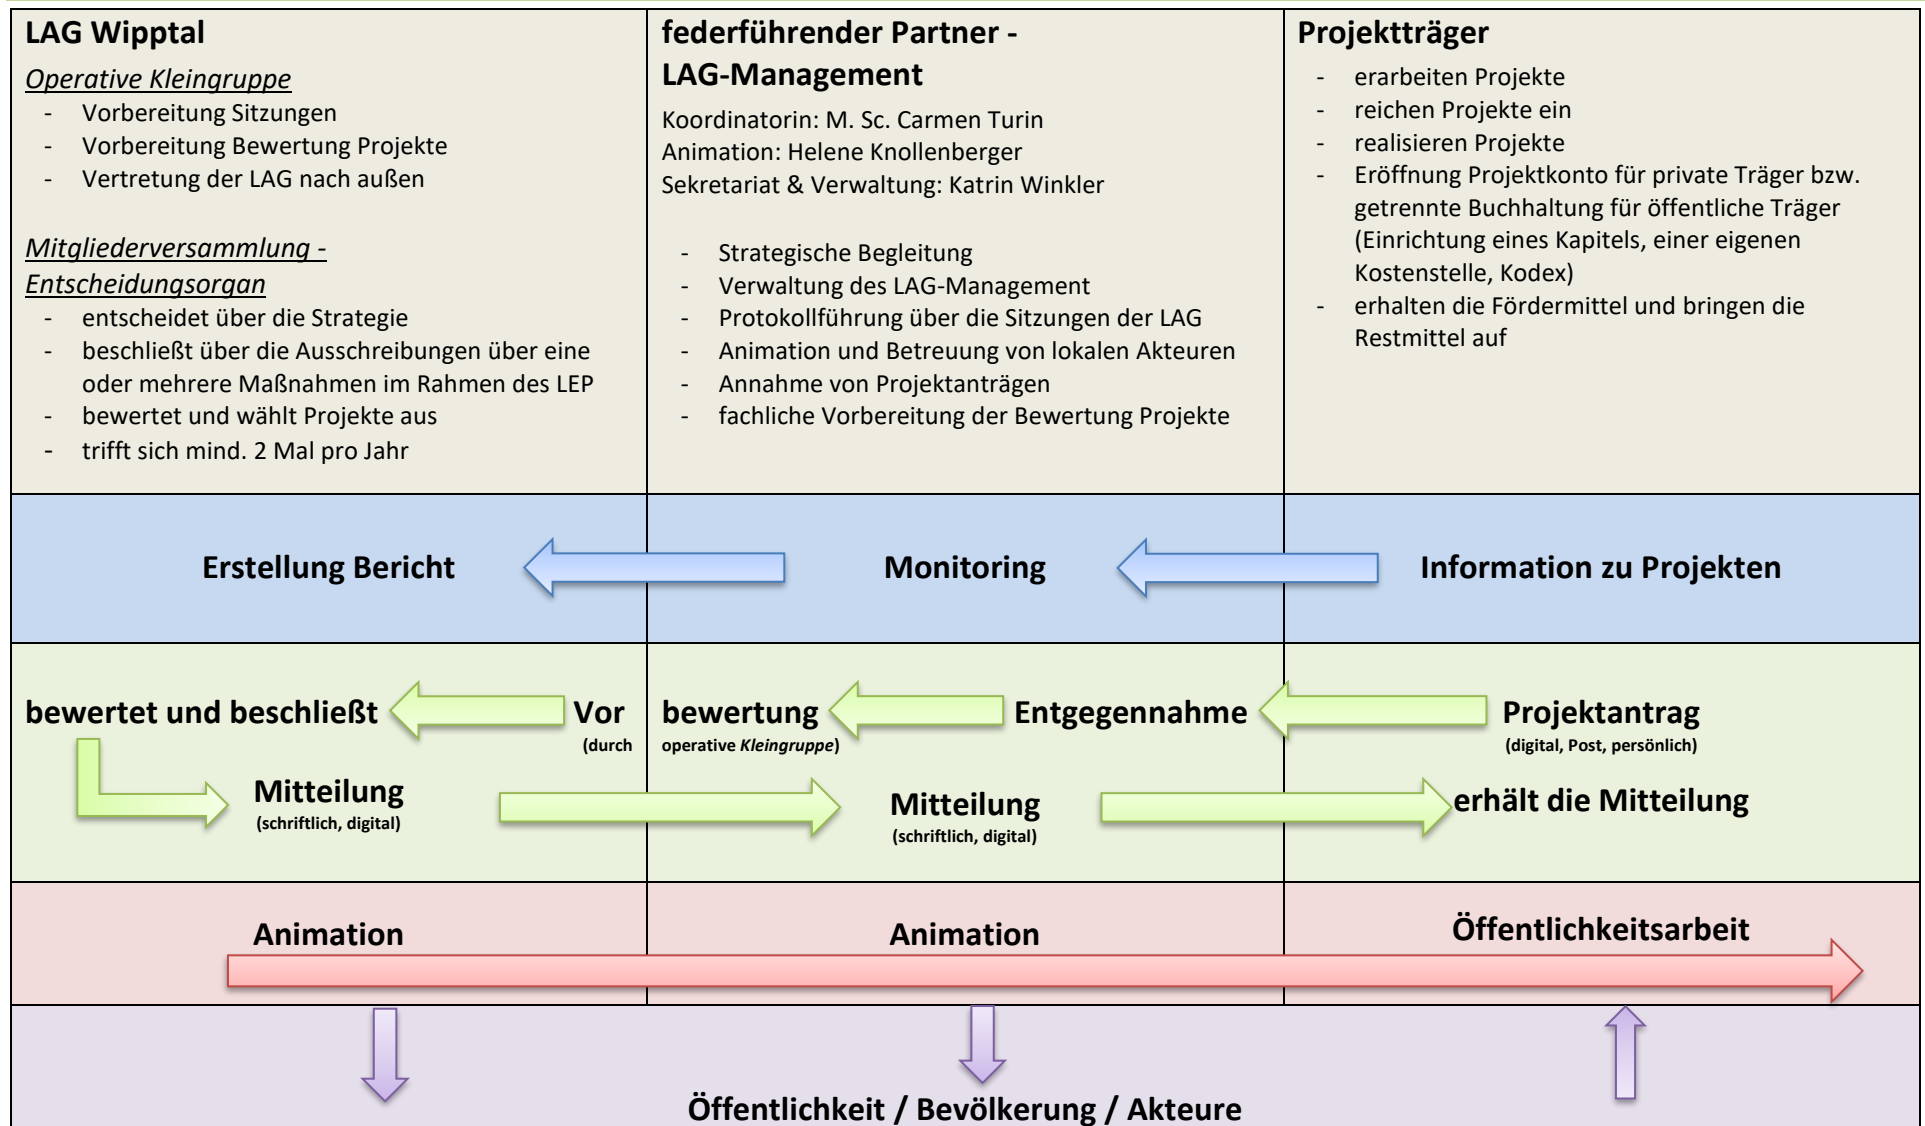 LAG Wipptal
Operative Kleingruppe
- Vorbereitung Sitzungen
- Vorbereitung Bewertung Projekte
- Vertretung der LAG nach außen
Mitgliederversammlung -
Entscheidungsorgan
- entscheidet über die Strategie
- beschließt über die Ausschreibungen über eine
oder mehrere Maßnahmen im Rahmen des LEP
- bewertet und wählt Projekte aus
- trifft sich mind. 2 Mal pro Jahr
federführender Partner -
LAG-Management
Koordinatorin: M. Sc. Carmen Turin
Animation: Helene Knollenberger
Sekretariat & Verwaltung: Katrin Winkler
- Strategische Begleitung
- Verwaltung des LAG-Management
- Protokollführung über die Sitzungen der LAG
- Animation und Betreuung von lokalen Akteuren
- Annahme von Projektanträgen
- fachliche Vorbereitung der Bewertung Projekte
Projektträger
- erarbeiten Projekte
- reichen Projekte ein
- realisieren Projekte
- Eröffnung Projektkonto für private Träger bzw.
getrennte Buchhaltung für öffentliche Träger
(Einrichtung eines Kapitels, einer eigenen
Kostenstelle, Kodex)
- erhalten die Fördermittel und bringen die
Restmittel auf
Erstellung Bericht
Monitoring
Information zu Projekten
bewertet und beschließt
Vor
(durch
bewertung
operative Kleingruppe)
Entgegennahme
Projektantrag
(digital, Post, persönlich)
Mitteilung
(schriftlich, digital)
Mitteilung
(schriftlich, digital)
erhält die Mitteilung
Animation
Animation
Öffentlichkeitsarbeit
Öffentlichkeit / Bevölkerung / Akteure